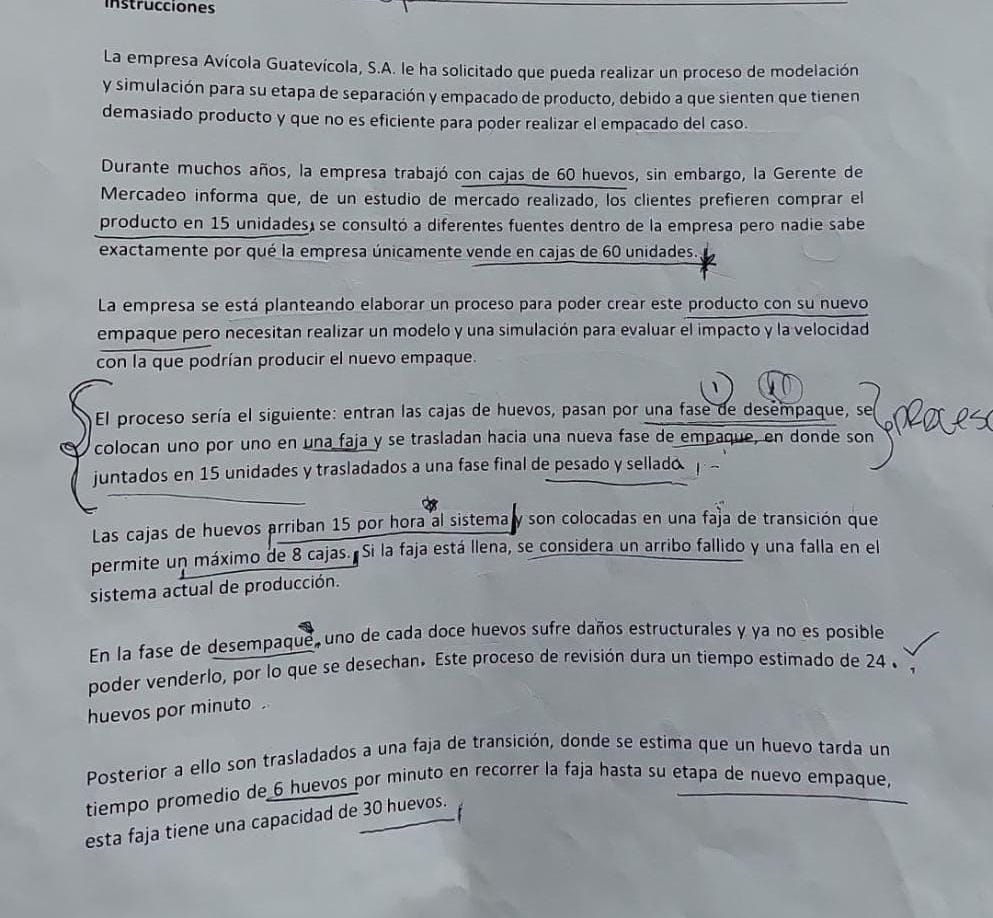 Instrucciones
La empresa Avícola Guatevícola, S.A. le ha solicitado que pueda realizar un proceso de modelación
y simulación para su etapa de separación y empacado de producto, debido a que sienten que tienen
demasiado producto y que no es eficiente para poder realizar el empacado del caso.
Durante muchos años, la empresa trabajó con cajas de 60 huevos, sin embargo, la Gerente de
Mercadeo informa que, de un estudio de mercado realizado, los clientes prefieren comprar el
producto en 15 unidades, se consultó a diferentes fuentes dentro de la empresa pero nadie sabe
exactamente por qué la empresa únicamente vende en cajas de 60 unidades.
La empresa se está planteando elaborar un proceso para poder crear este producto con su nuevo
empaque pero necesitan realizar un modelo y una simulación para evaluar el impacto y la velocidad
con la que podrían producir el nuevo empaque.
1
El proceso sería el siguiente: entran las cajas de huevos, pasan por una fase de desempaque, se
colocan uno por uno en una faja y se trasladan hacia una nueva fase de empaque, en donde son
juntados en 15 unidades y trasladados a una fase final de pesado y sellado
Las cajas de huevos arriban 15 por hora al sistema y son colocadas en una faja de transición que
permite un máximo de 8 cajas. Si la faja está llena, se considera un arribo fallido y una falla en el
sistema actual de producción.
En la fase de desempaque, uno de cada doce huevos sufre daños estructurales y ya no es posible
poder venderlo, por lo que se desechan. Este proceso de revisión dura un tiempo estimado de 24
huevos por minuto
Posterior a ello son trasladados a una faja de transición, donde se estima que un huevo tarda un
tiempo promedio de 6 huevos por minuto en recorrer la faja hasta su etapa de nuevo empaque,
esta faja tiene una capacidad de 30 huevos.